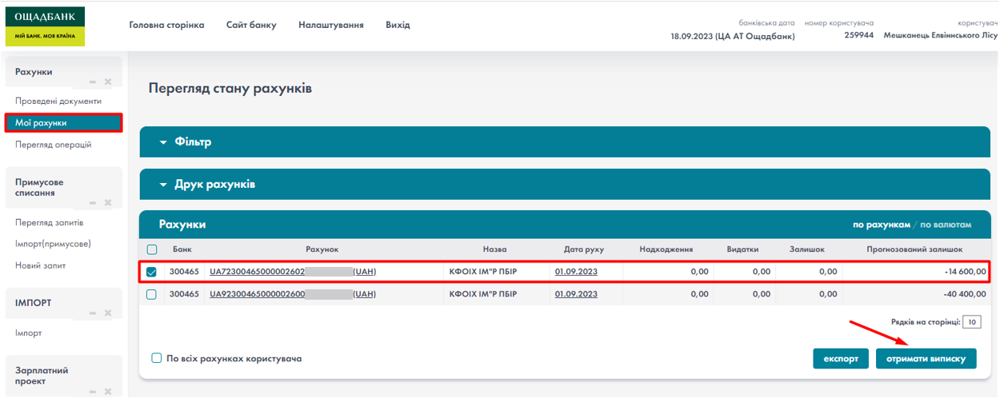 ОЩАДБАНК
МІЙ БАНК. МОЯ КРАЇНА
Головна сторінка Сайт банку Налаштування Вихід
банківська дата номер користувача користувач
18.09.2023 (ЦА АТ Ощадбанк) 259944 Мешканець Елвіннського Лісу
Рахунки
Проведені документи
Мої рахунки
Перегляд операцій
Примусове
списання
Перегляд запитів
Імпорт(примусове)
Новий запит
ІМПОРТ
Імпорт
Зарплатний
проект
Перегляд стану рахунків
Фільтр
Друк рахунків
Рахунки по рахункам / по валютам
Банк Рахунок Назва Дата руху Надходження Видатки Залишок Прогнозований залишок
300465 UA72300465000002602 (UAH) КФОІХ ІМ"Р ПБІР 01.09.2023 0,00 0,00 0,00 -14 600,00
300465 UA92300465000002600 (UAH) КФОІХ ІМ"Р ПБІР 01.09.2023 0,00 0,00 0,00 -40 400,00
Рядків на сторінці: 10
По всіх рахунках користувача експорт отримати виписку